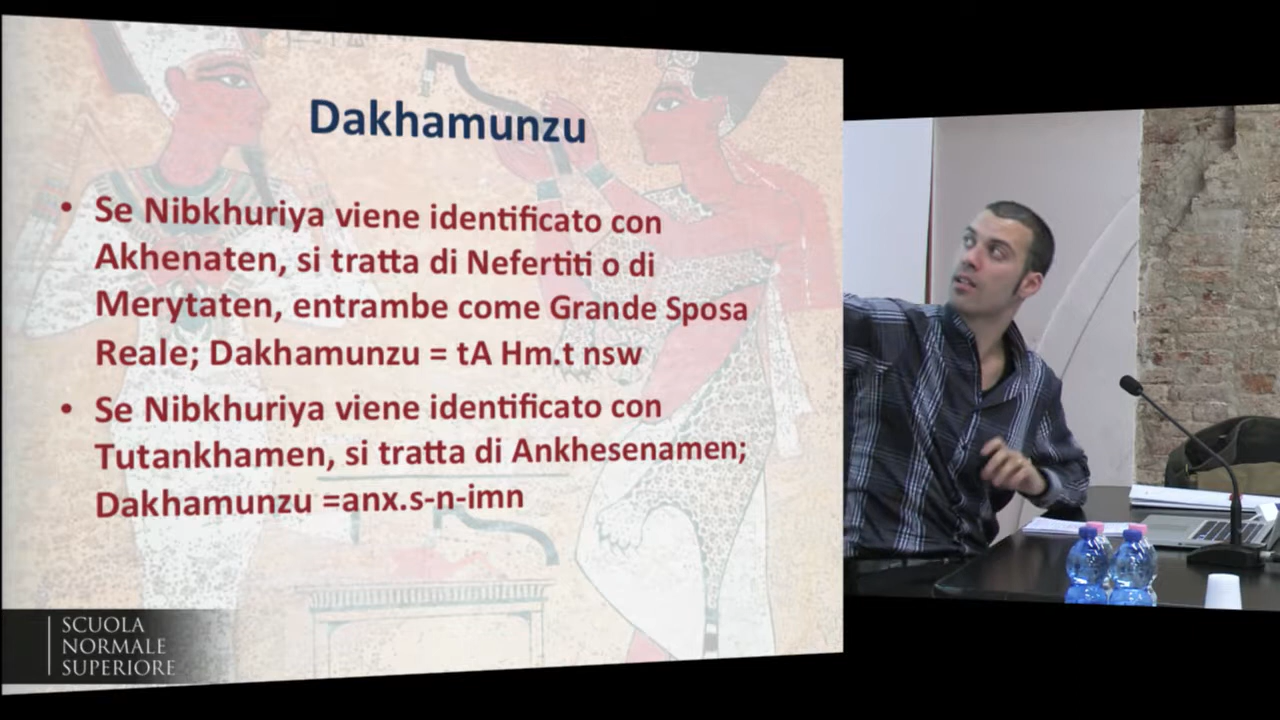 Dakhamunzu
• Se Nibkhuriya viene identificato con
Akhenaten, si tratta di Nefertiti o di
Merytaten, entrambe come Grande Sposa
Reale; Dakhamunzu = tA Hm.t nsw
• Se Nibkhuriya viene identificato con
Tutankhamen, si tratta di Ankhesenamen;
Dakhamunzu =anx.s-n-imn
SCUOLA
NORMALE
SUPERIORE